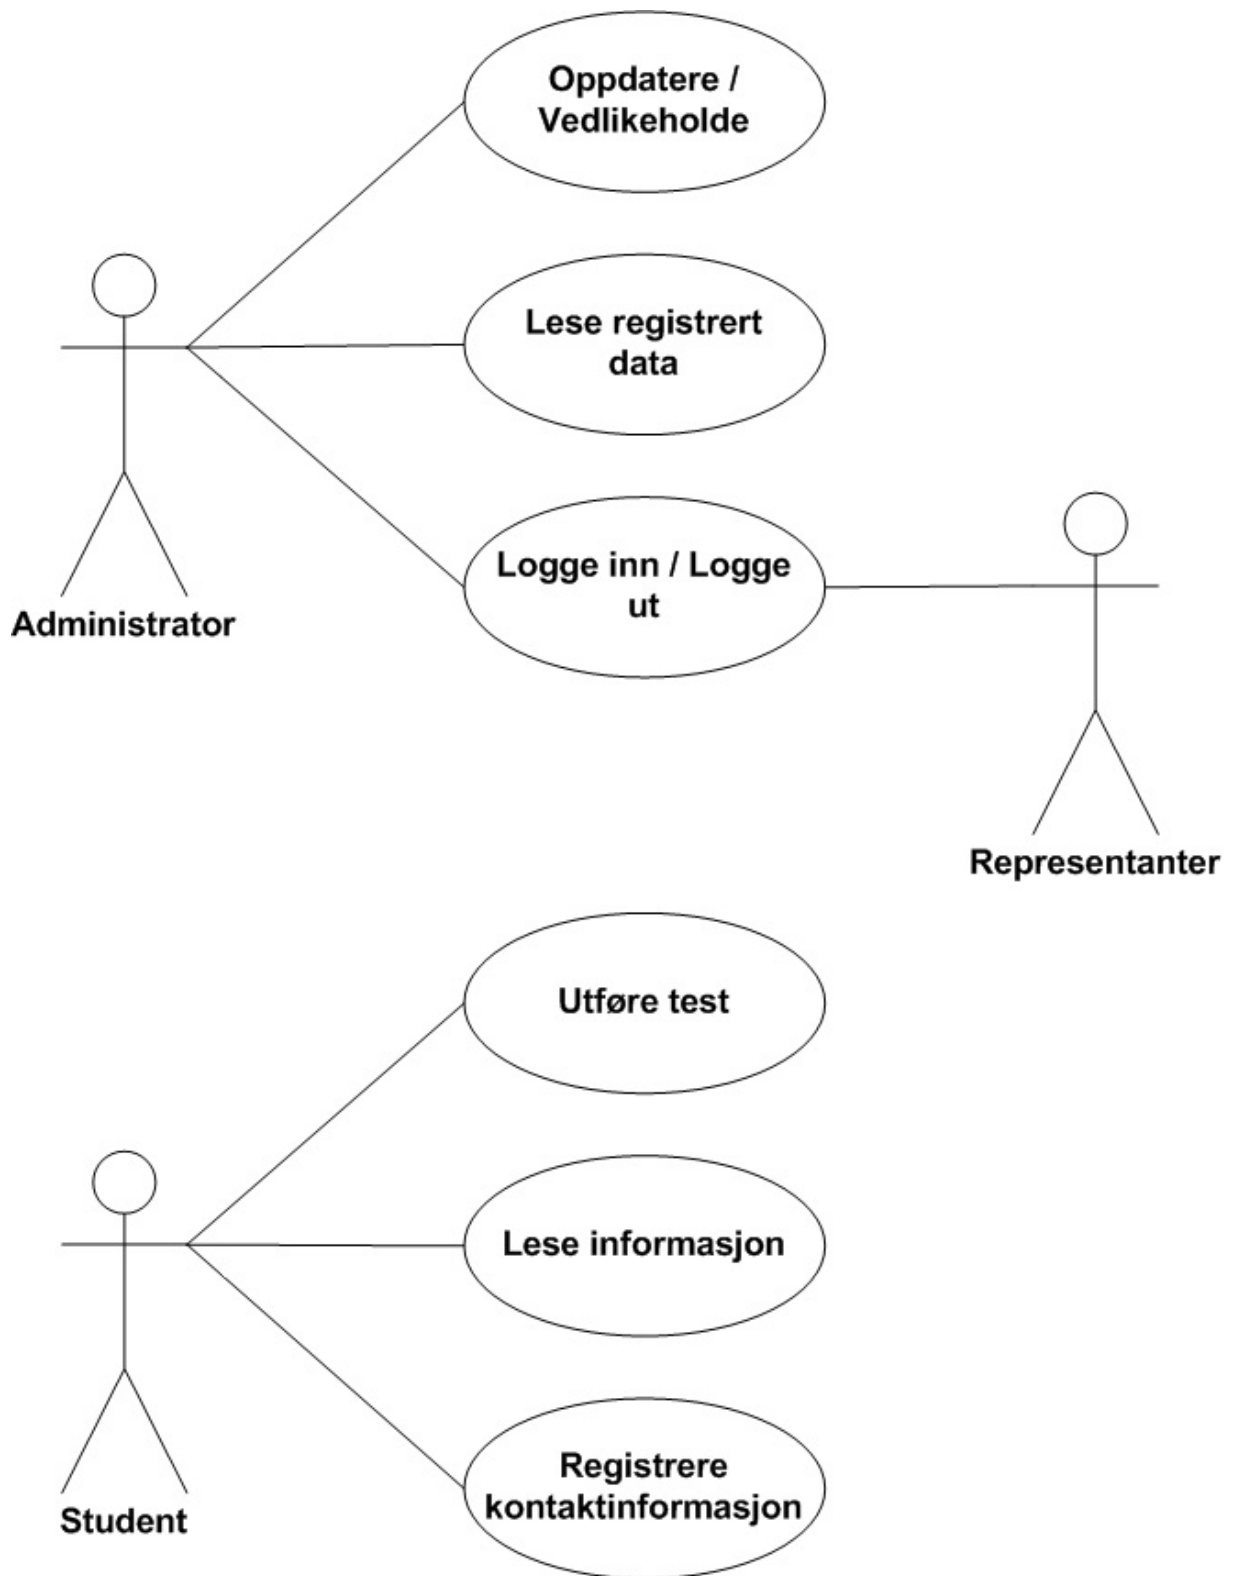 Oppdatere /
Vedlikeholde
Lese registrert
data
Logge inn / Logge
ut
Administrator
Representanter
Utføre test
Lese informasjon
Registrere
kontaktinformasjon
Student